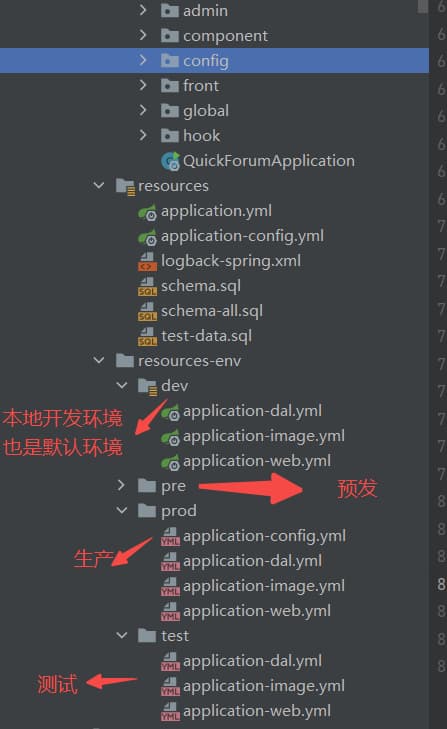 admin
component
config
front
global
hook
QuickForumApplication
resources
application.yml
application-config.yml
logback-spring.xml
schema.sql
schema-all.sql
test-data.sql
resources-env
dev
本地开发环境
也是默认环境
application-dal.yml
application-image.yml
application-web.yml
pre
预发
prod
生产
application-config.yml
application-dal.yml
application-image.yml
application-web.yml
test
测试
application-dal.yml
application-image.yml
application-web.yml